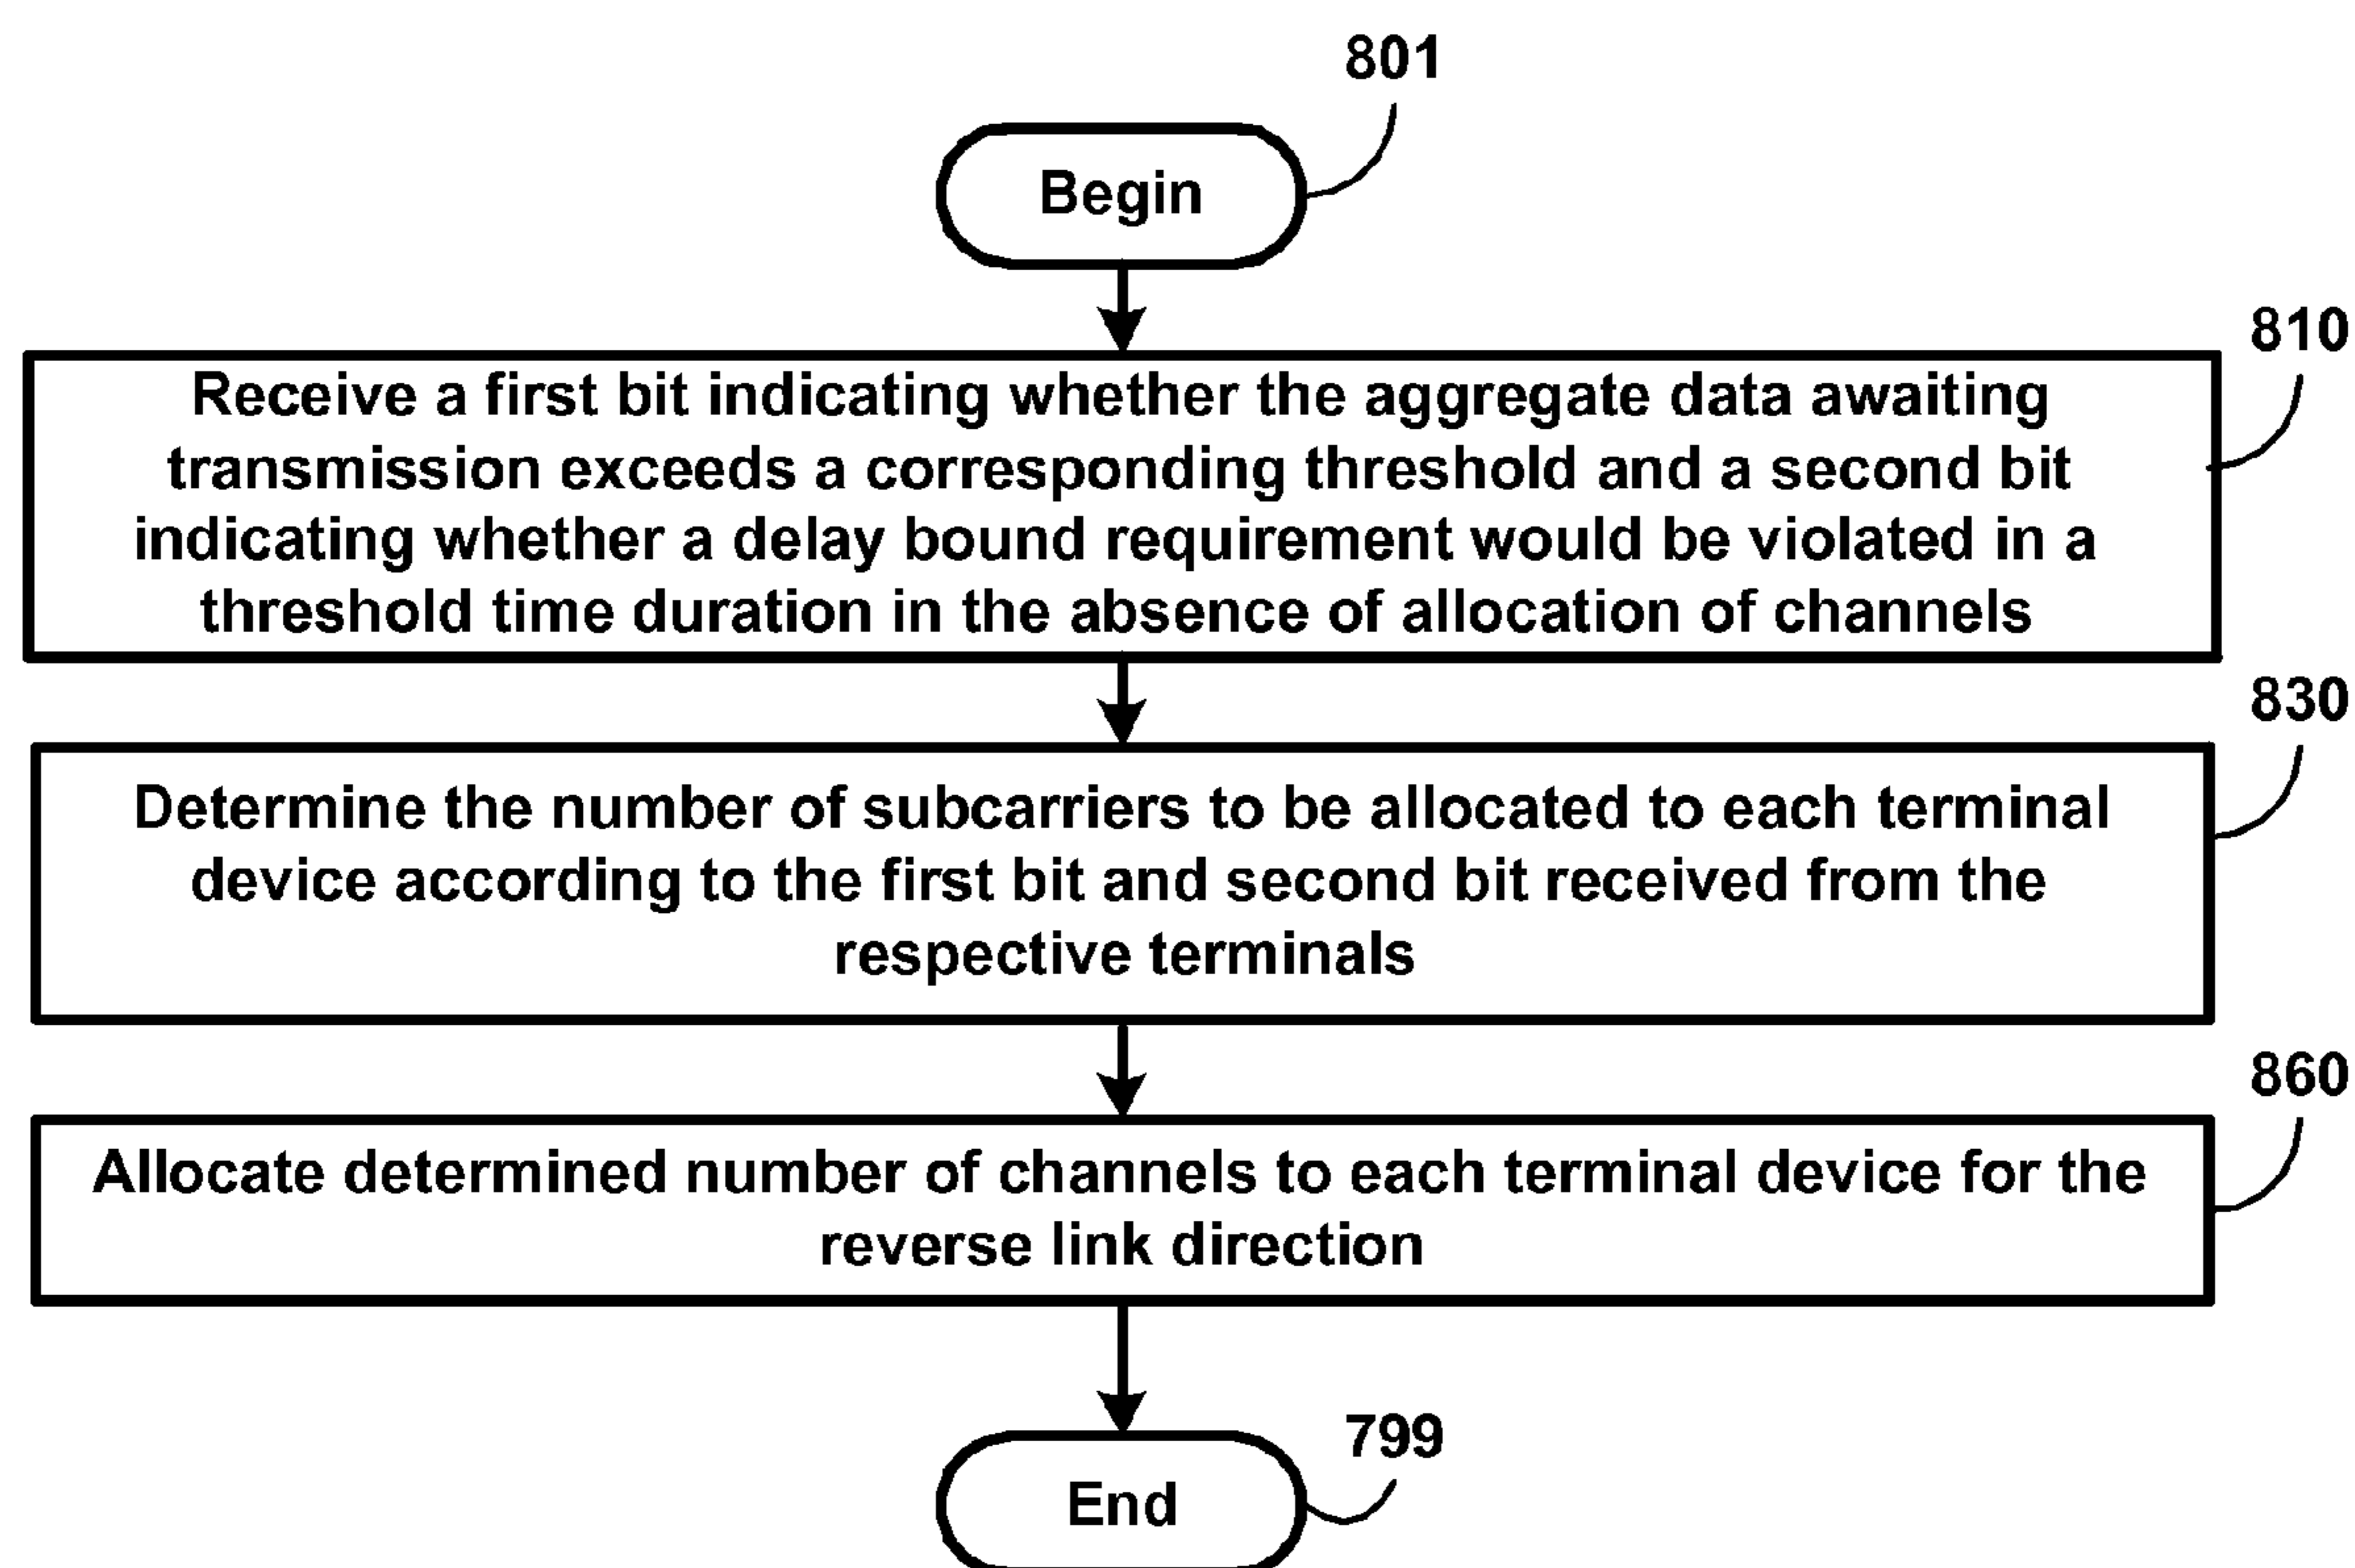 801
Begin
810
Receive a first bit indicating whether the aggregate data awaiting
transmission exceeds a corresponding threshold and a second bit
indicating whether a delay bound requirement would be violated in a
threshold time duration in the absence of allocation of channels
830
Determine the number of subcarriers to be allocated to each terminal
device according to the first bit and second bit received from the
respective terminals
860
Allocate determined number of channels to each terminal device for the
reverse link direction
799
End